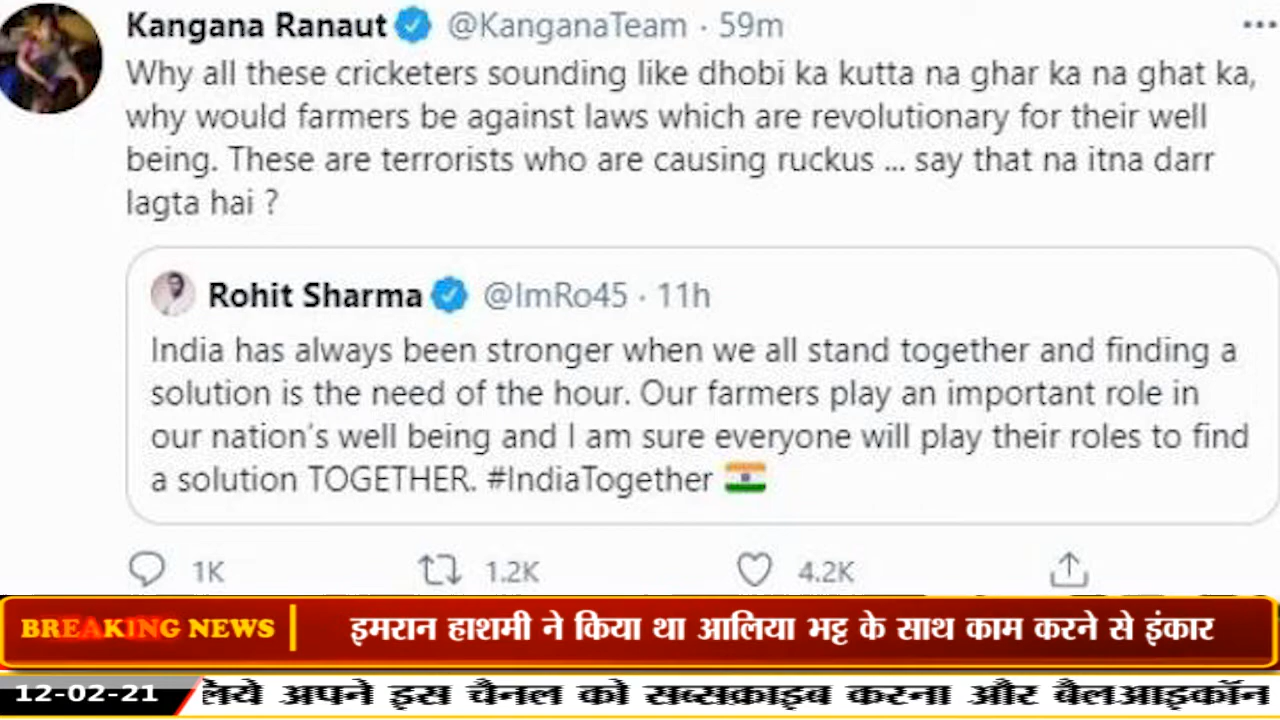 Kangana Ranaut @KanganaTeam · 59m
Why all these cricketers sounding like dhobi ka kutta na ghar ka na ghat ka,
why would farmers be against laws which are revolutionary for their well
being. These are terrorists who are causing ruckus ... say that na itna darr
lagta hai ?
Rohit Sharma @ImRo45 · 11h
India has always been stronger when we all stand together and finding a
solution is the need of the hour. Our farmers play an important role in
our nation's well being and I am sure everyone will play their roles to find
a solution TOGETHER. #IndiaTogether 🇮🇳
1K 1.2K 4.2K
BREAKING NEWS | इमरान हाशमी ने किया था आलिया भट्ट के साथ काम करने से इंकार
12-02-21 लिये अपने इस चैनल को सब्सक्राइब करना और बैलआइकॉन